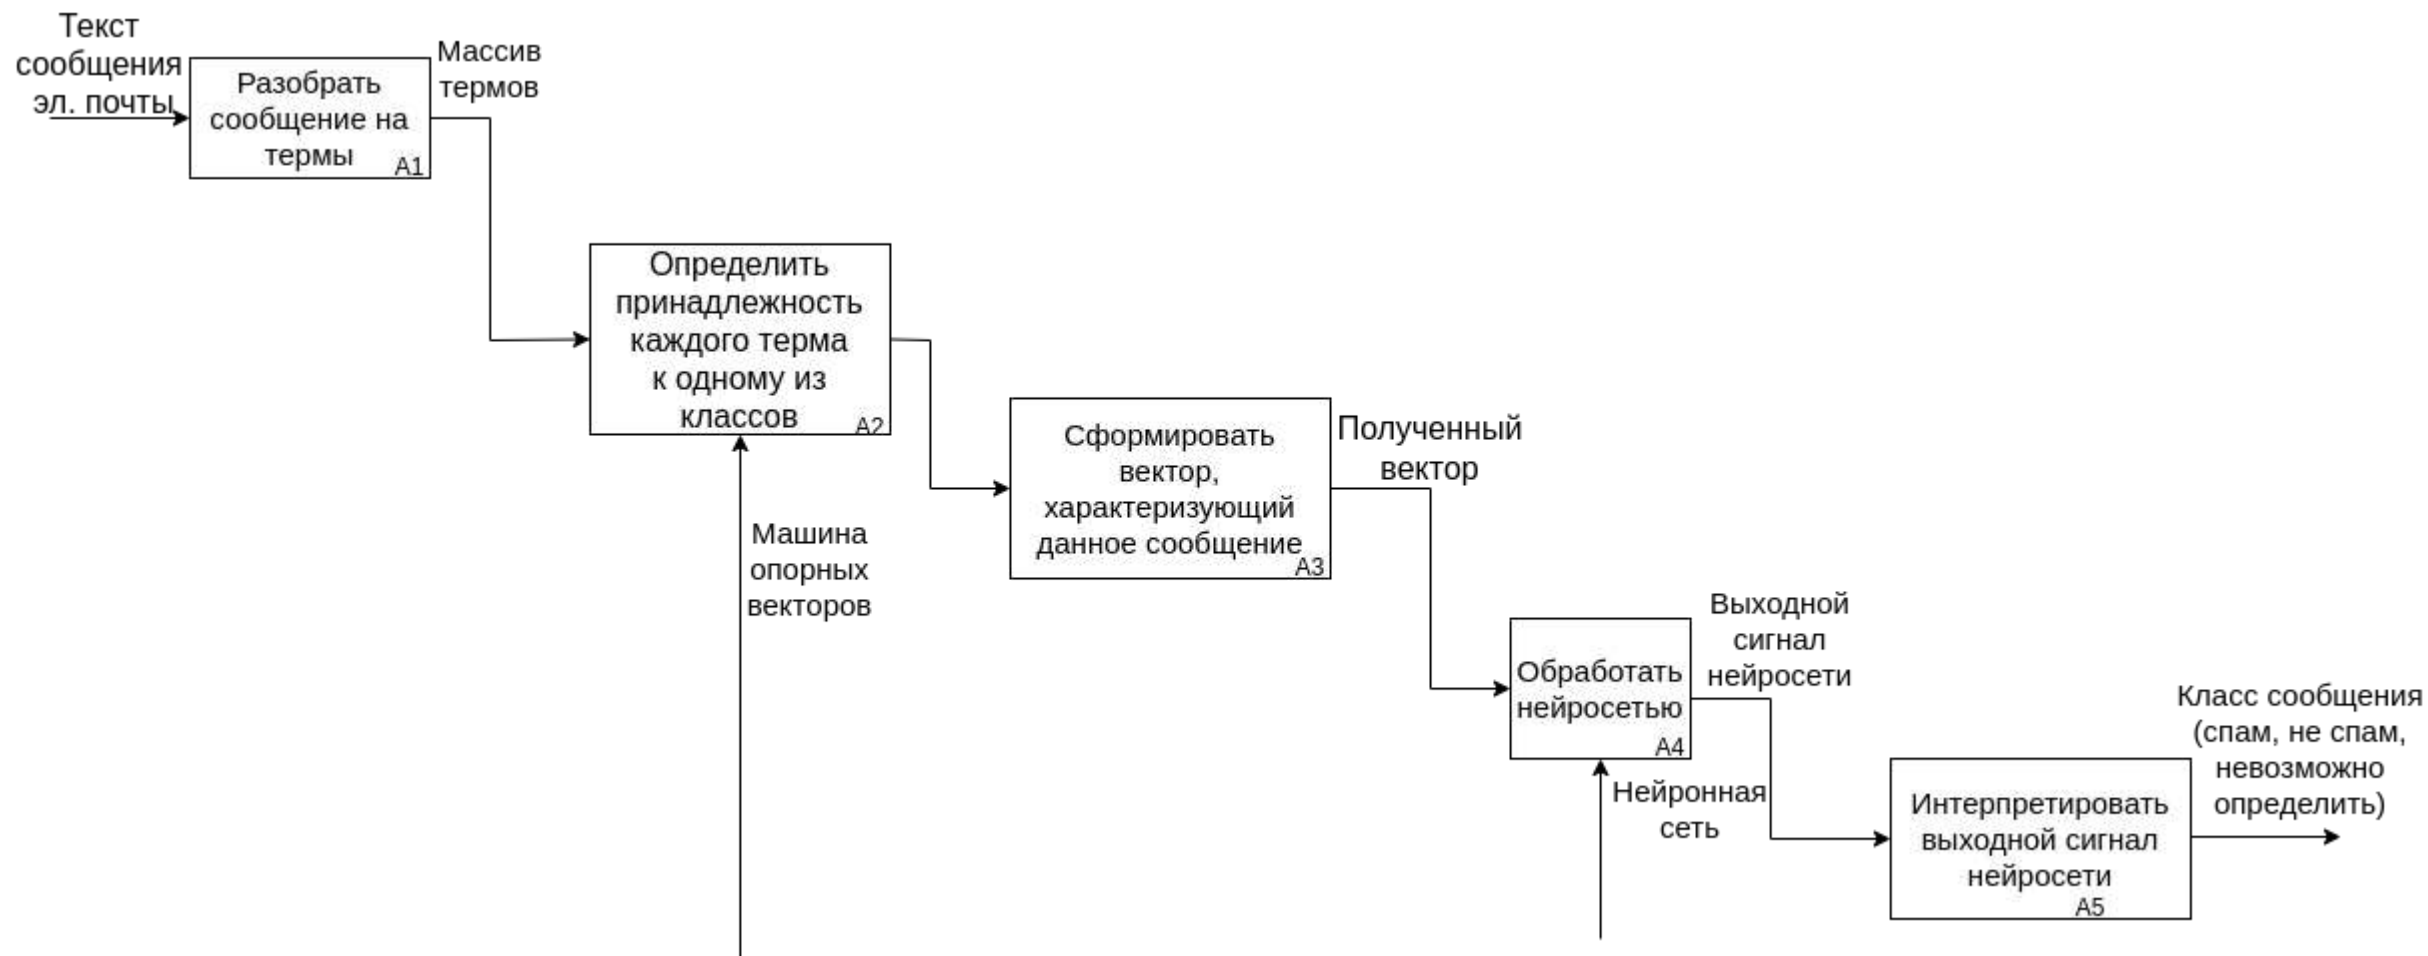 Текст
сообщения
эл. почты
Разобрать
сообщение на
термы
A1
Массив
термов
Определить
принадлежность
каждого терма
к одному из
классов
A2
Машина
опорных
векторов
Сформировать
вектор,
характеризующий
данное сообщение
A3
Полученный
вектор
Обработать
нейросетью
A4
Выходной
сигнал
нейросети
Нейронная
сеть
Интерпретировать
выходной сигнал
нейросети
A5
Класс сообщения
(спам, не спам,
невозможно
определить)